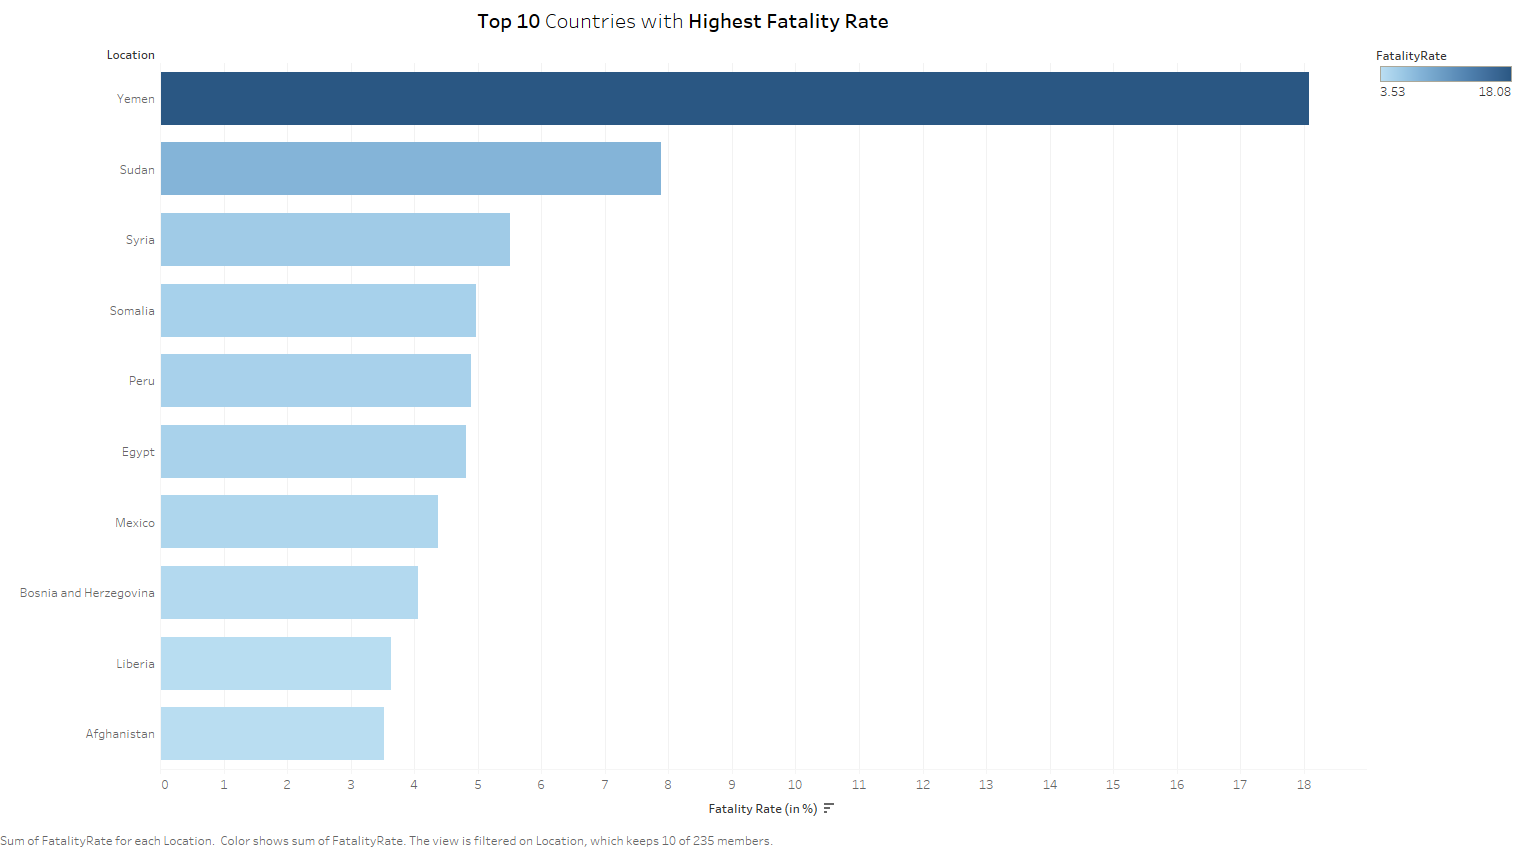 Top 10 Countries with Highest Fatality Rate
Location
FatalityRate
3.53 18.08
Yemen
Sudan
Syria
Somalia
Peru
Egypt
Mexico
Bosnia and Herzegovina
Liberia
Afghanistan
0 1 2 3 4 5 6 7 8 9 10 11 12 13 14 15 16 17 18
Fatality Rate (in %)
Sum of FatalityRate for each Location. Color shows sum of FatalityRate. The view is filtered on Location, which keeps 10 of 235 members.